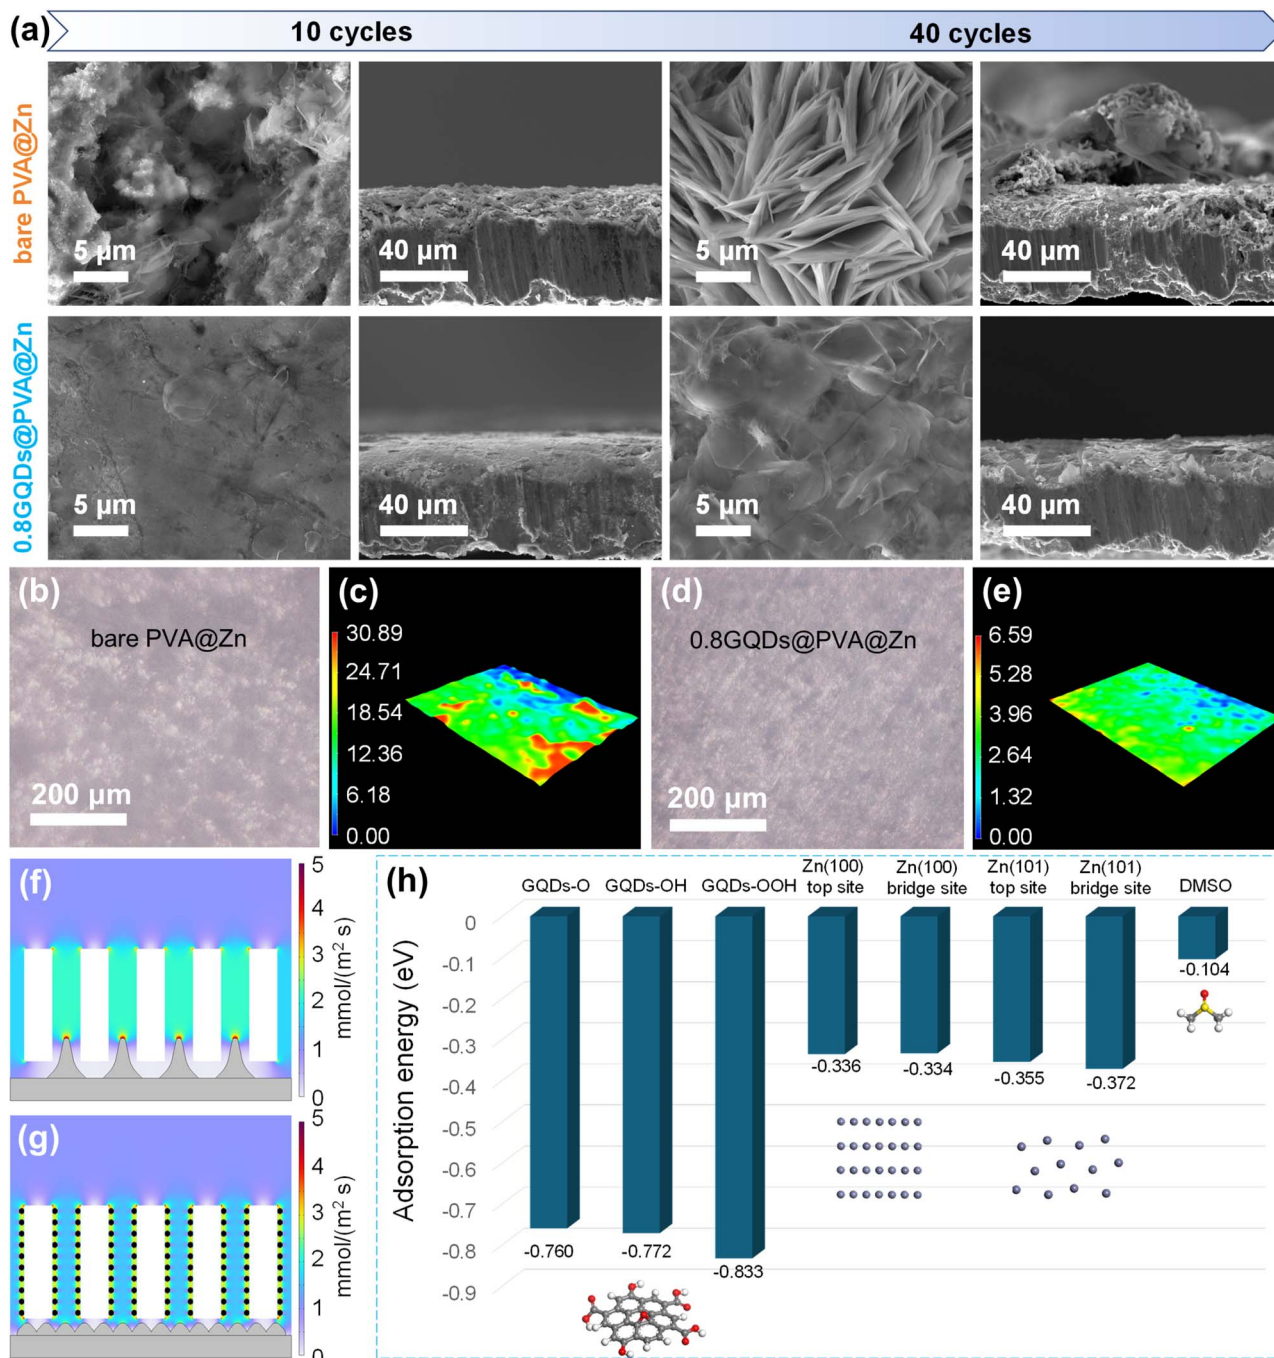 (a)
10 cycles
40 cycles
bare PVA@Zn
5 µm
40 µm
5 µm
40 µm
0.8GQDs@PVA@Zn
5 µm
40 µm
5 µm
40 µm
(b)
bare PVA@Zn
200 µm
(c)
30.89
24.71
18.54
12.36
6.18
0.00
(d)
0.8GQDs@PVA@Zn
200 µm
(e)
6.59
5.28
3.96
2.64
1.32
0.00
(f)
5
4
3
2
1
0
mmol/(m² s)
(g)
5
4
3
2
1
0
mmol/(m² s)
(h)
Adsorption energy (eV)
0
-0.1
-0.2
-0.3
-0.4
-0.5
-0.6
-0.7
-0.8
-0.9
GQDs-O
GQDs-OH
GQDs-OOH
Zn(100)
top site
Zn(100)
bridge site
Zn(101)
top site
Zn(101)
bridge site
DMSO
-0.760
-0.772
-0.833
-0.336
-0.334
-0.355
-0.372
-0.104